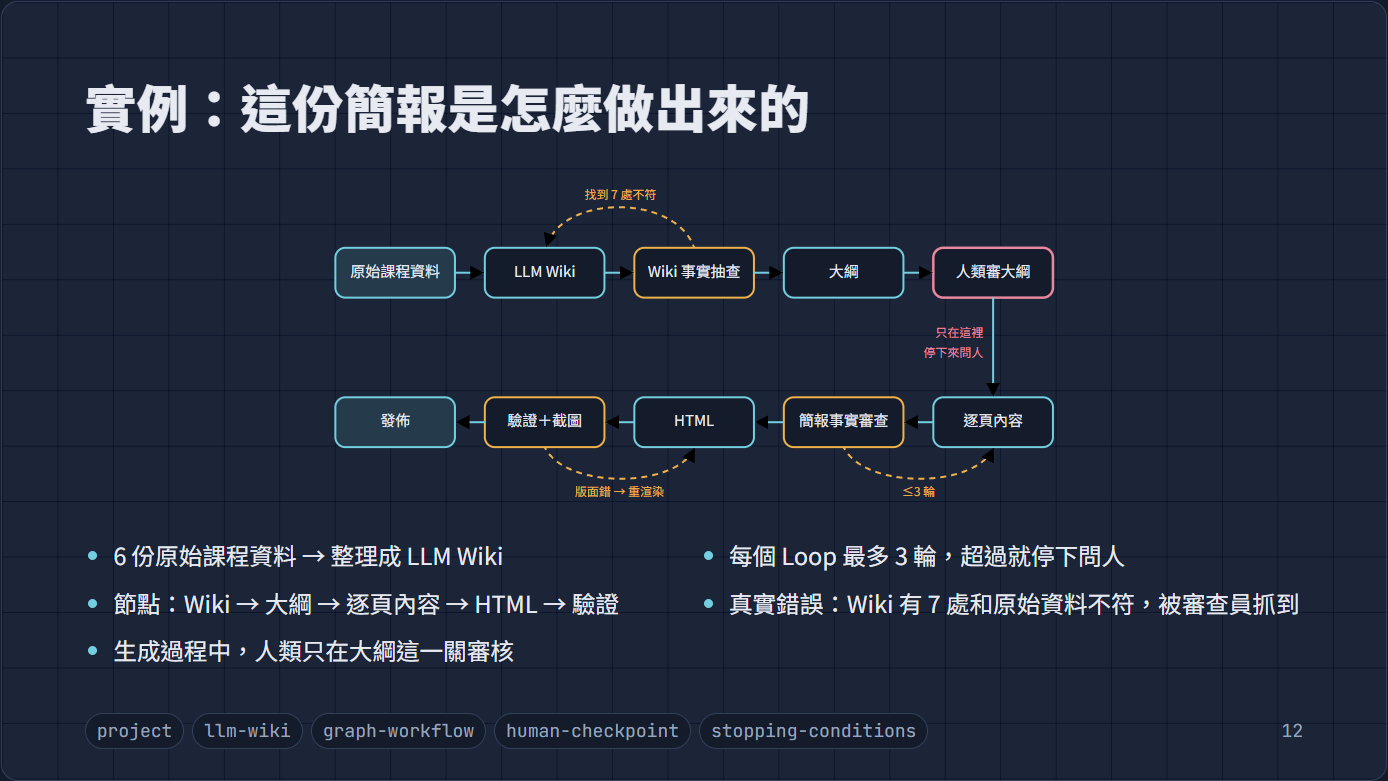 實例：這份簡報是怎麼做出來的
找到 7 處不符
原始課程資料
LLM Wiki
Wiki 事實抽查
大綱
人類審大綱
只在這裡
停下來問人
發佈
驗證＋截圖
HTML
簡報事實審查
逐頁內容
版面錯 → 重渲染
≤3 輪
6 份原始課程資料 → 整理成 LLM Wiki
節點：Wiki → 大綱 → 逐頁內容 → HTML → 驗證
生成過程中，人類只在大綱這一關審核
每個 Loop 最多 3 輪，超過就停下問人
真實錯誤：Wiki 有 7 處和原始資料不符，被審查員抓到
project
llm-wiki
graph-workflow
human-checkpoint
stopping-conditions
12